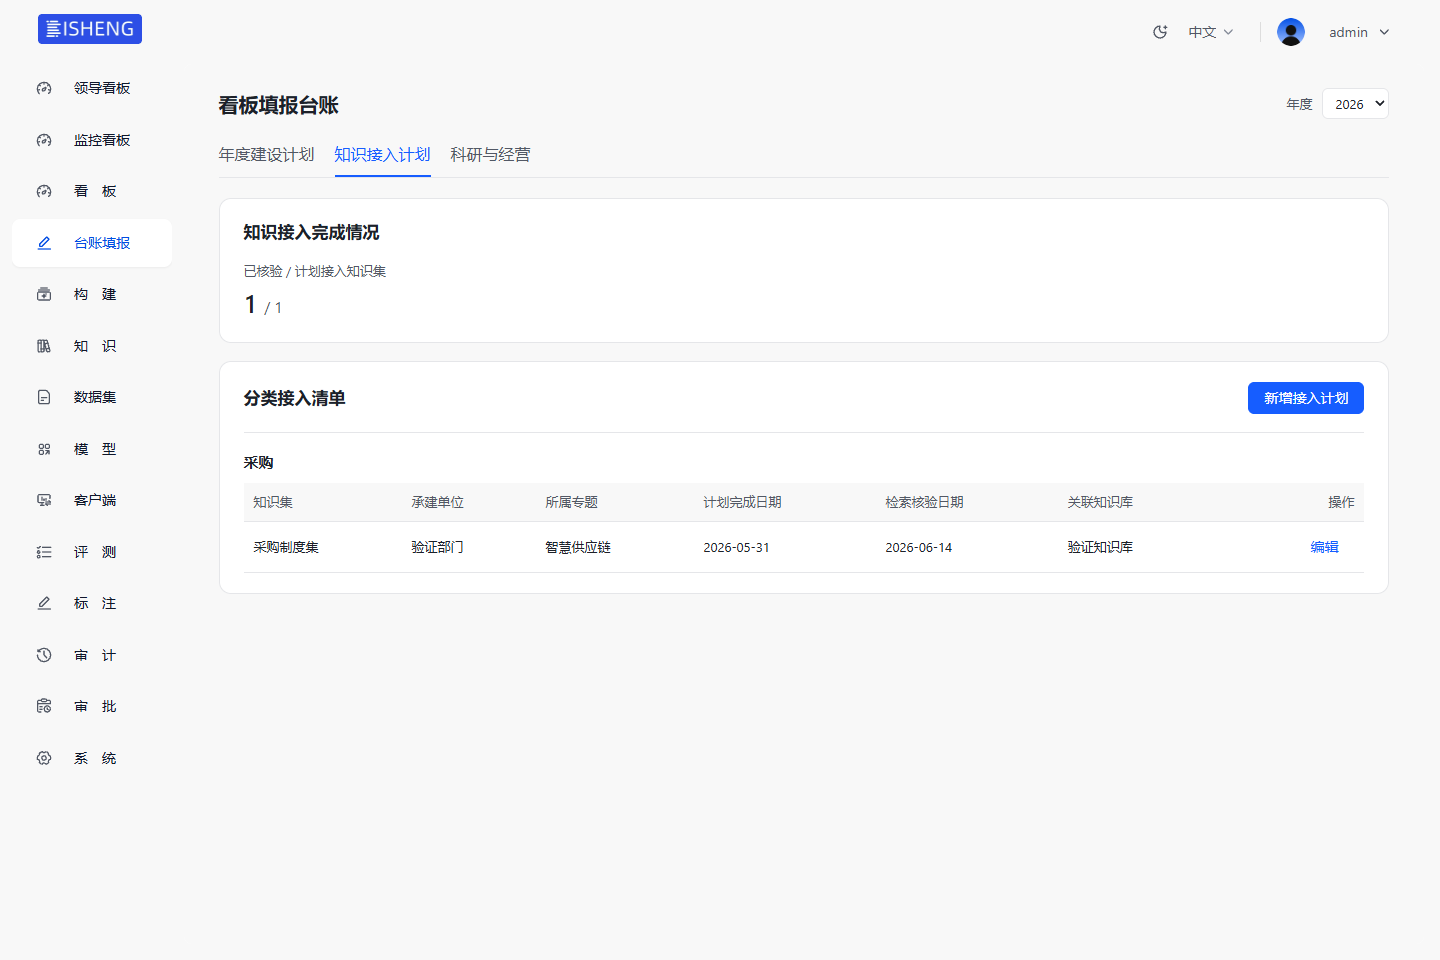 ISHENG
中文
admin
领导看板
监控看板
看 板
台账填报
构 建
知 识
数据集
模 型
客户端
评 测
标 注
审 计
审 批
系 统
看板填报台账
年度 2026
年度建设计划 知识接入计划 科研与经营
知识接入完成情况
已核验 / 计划接入知识集
1 / 1
分类接入清单
新增接入计划
采购
知识集 承建单位 所属专题 计划完成日期 检索核验日期 关联知识库 操作
采购制度集 验证部门 智慧供应链 2026-05-31 2026-06-14 验证知识库 编辑